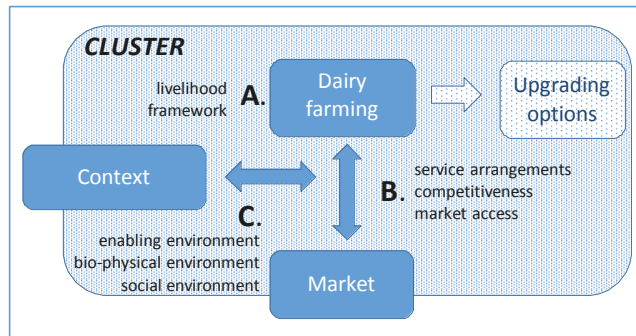 CLUSTER
livelihood
framework
A.
Dairy
farming
Upgrading
options
Context
B.
service arrangements
competitiveness
market access
C.
enabling environment
bio-physical environment
social environment
Market